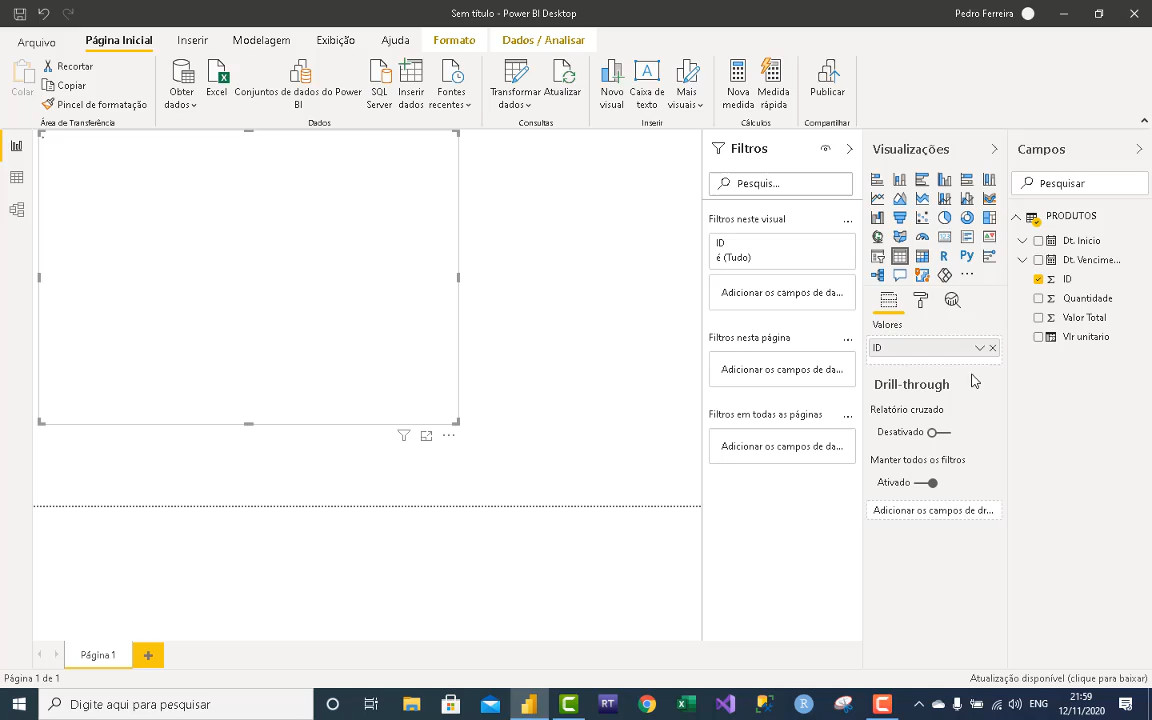 Sem título - Power BI Desktop
Pedro Ferreira
Arquivo
Página Inicial
Inserir
Modelagem
Exibição
Ajuda
Formato
Dados / Analisar
Colar
Recortar
Copiar
Pincel de formatação
Área de Transferência
Obter dados
Excel
Conjuntos de dados do Power BI
SQL Server
Inserir dados
Fontes recentes
Dados
Transformar dados
Atualizar
Consultas
Novo visual
Caixa de texto
Mais visuais
Inserir
Nova medida
Medida rápida
Cálculos
Publicar
Compartilhar
Filtros
Pesquis...
Filtros neste visual
...
ID
é (Tudo)
Adicionar os campos de da...
Filtros nesta página
...
Adicionar os campos de da...
Filtros em todas as páginas
...
Adicionar os campos de da...
Visualizações
R
Py
...
Valores
ID
Drill-through
Relatório cruzado
Desativado
Manter todos os filtros
Ativado
Adicionar os campos de dr...
Campos
Pesquisar
PRODUTOS
Dt. Inicio
Dt. Vencime...
ID
Quantidade
Valor Total
Vlr unitario
Página 1
Página 1 de 1
Atualização disponível (clique para baixar)
Digite aqui para pesquisar
RT
R
ENG
21:59
12/11/2020